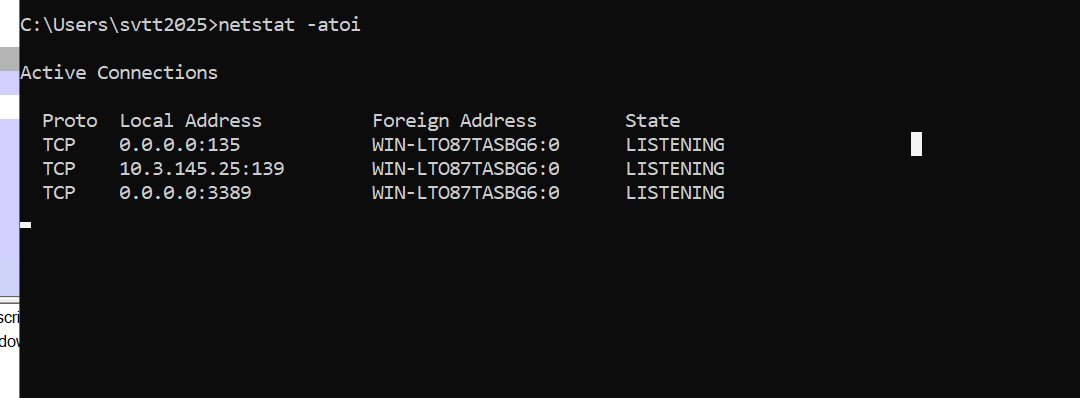 C:\Users\svtt2025>netstat -atoi
Active Connections
Proto Local Address Foreign Address State
TCP 0.0.0.0:135 WIN-LTO87TASBG6:0 LISTENING
TCP 10.3.145.25:139 WIN-LTO87TASBG6:0 LISTENING
TCP 0.0.0.0:3389 WIN-LTO87TASBG6:0 LISTENING
scri
dow